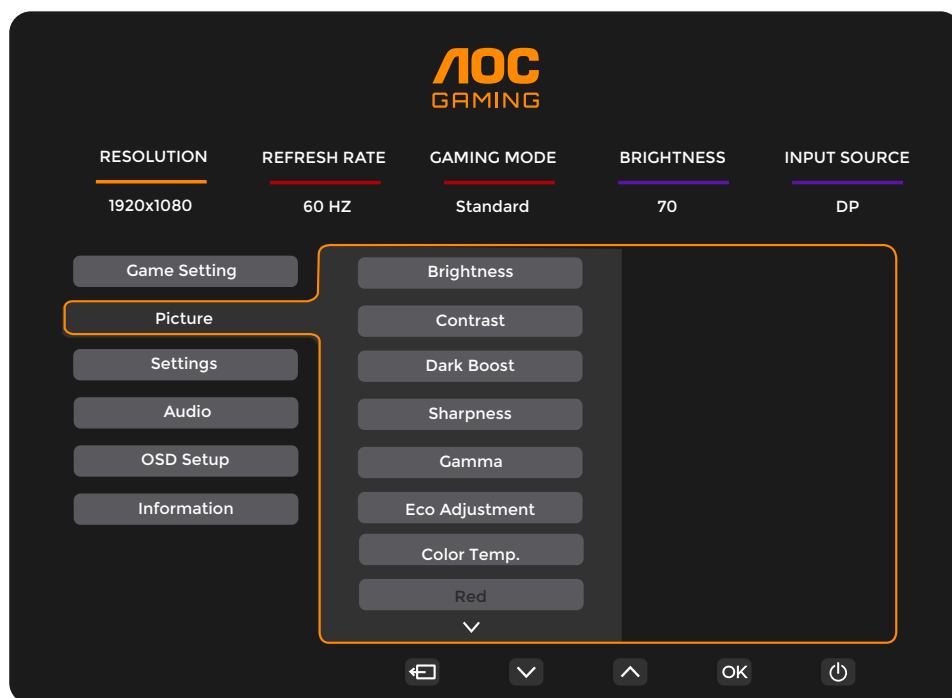 AOC
GAMING
RESOLUTION REFRESH RATE GAMING MODE BRIGHTNESS INPUT SOURCE
1920x1080 60 HZ Standard 70 DP
Game Setting
Picture
Settings
Audio
OSD Setup
Information
Brightness
Contrast
Dark Boost
Sharpness
Gamma
Eco Adjustment
Color Temp.
Red
OK